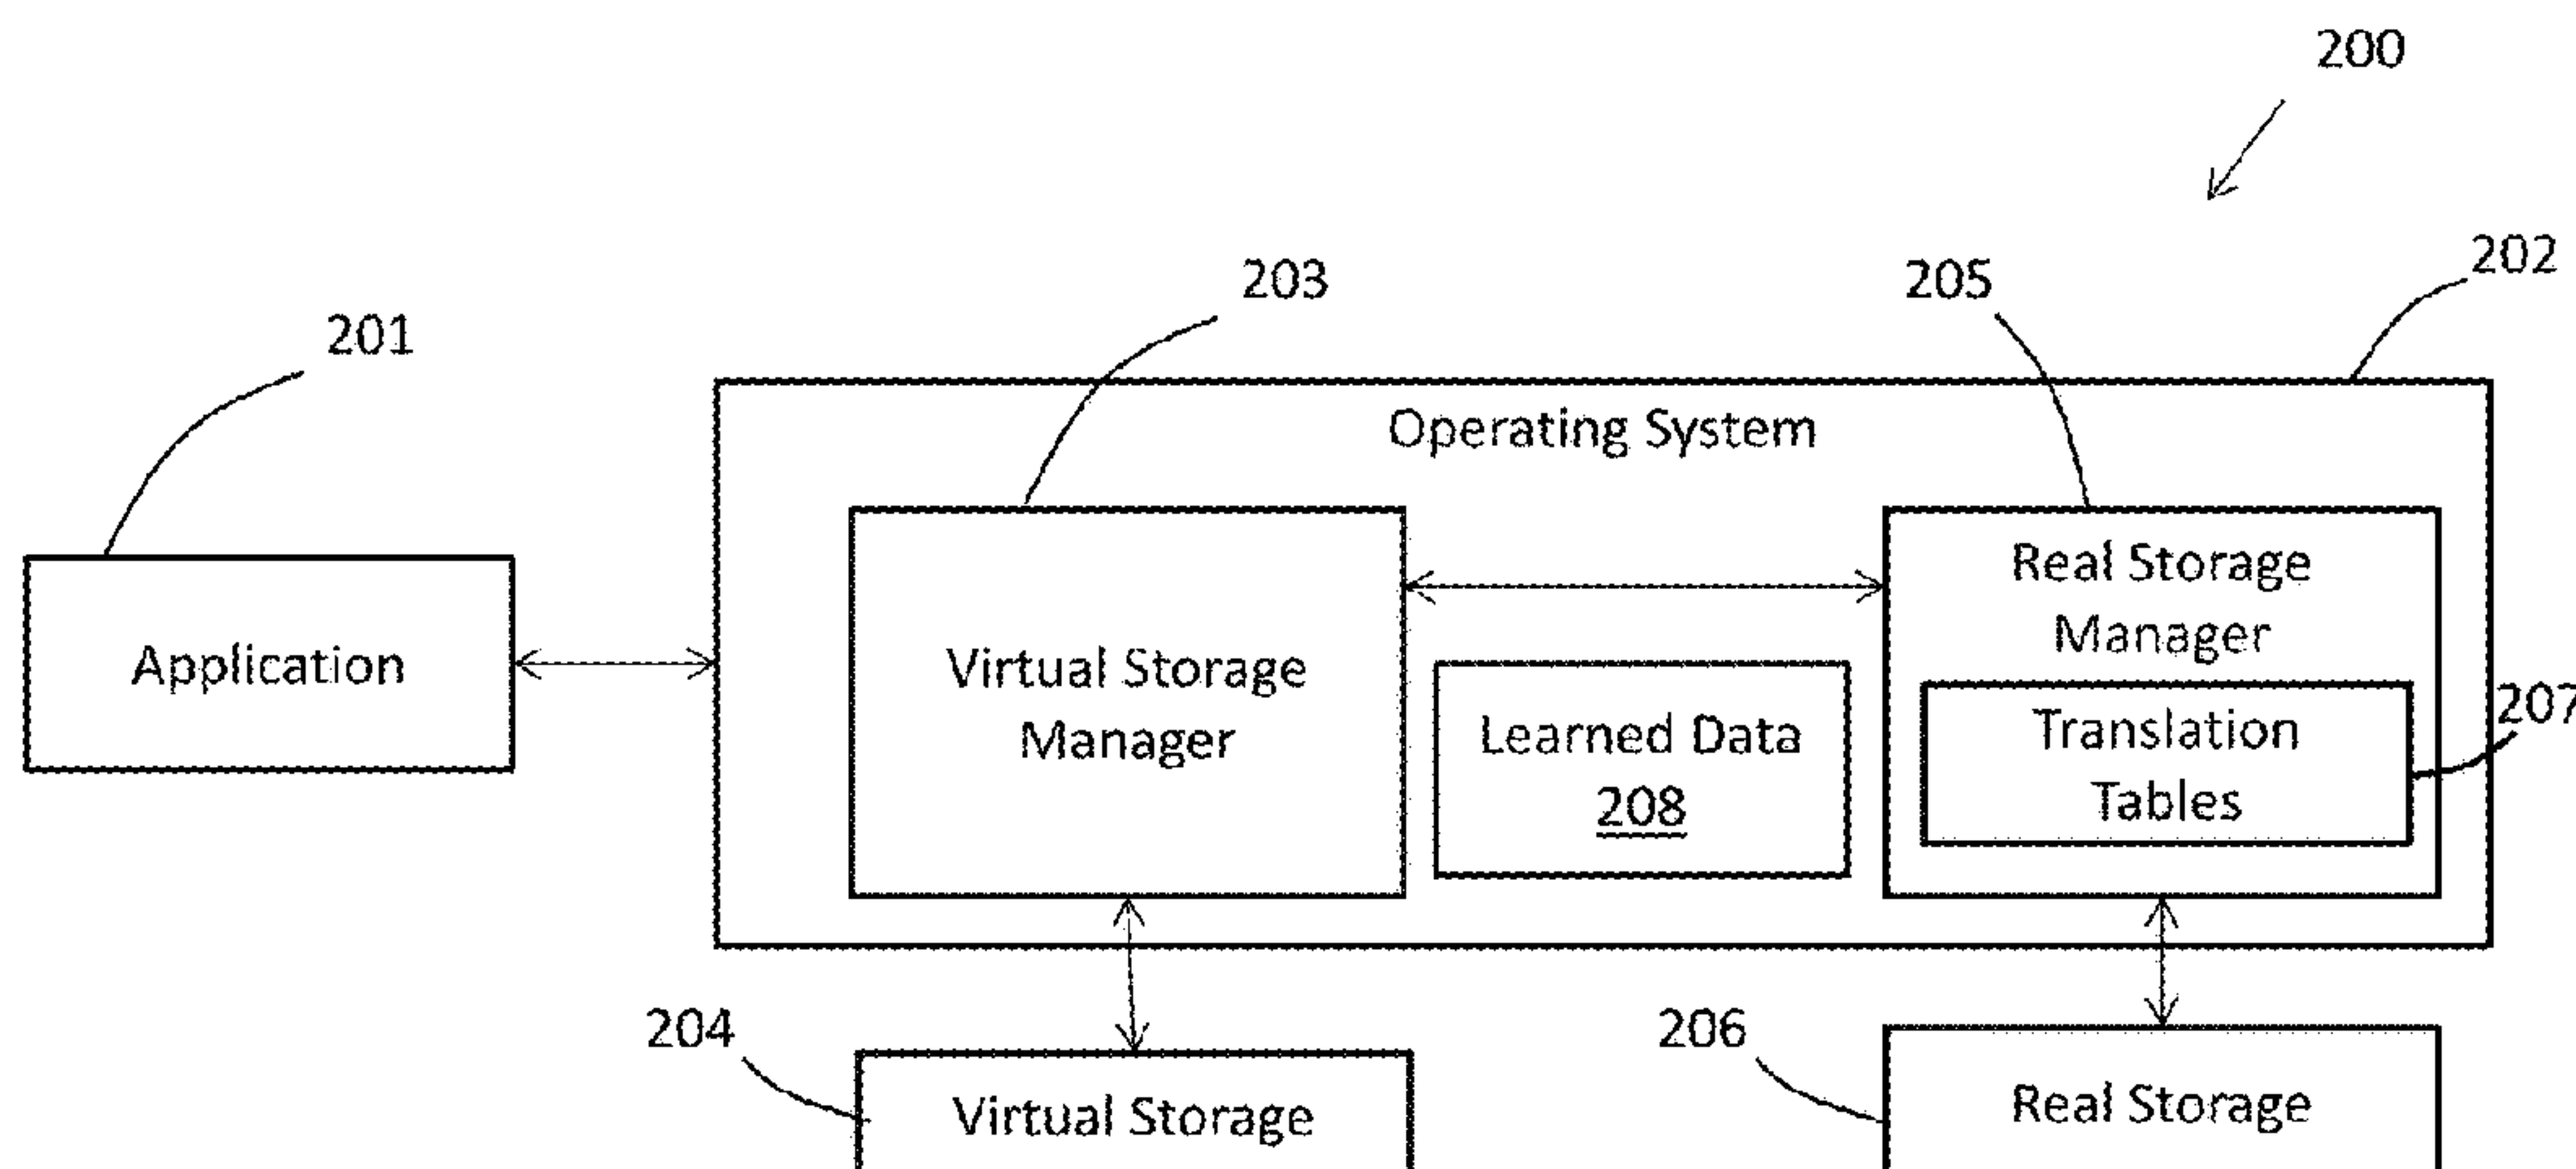 200
202
203
205
201
Operating System
Real Storage
Manager
Application
Virtual Storage
Manager
Learned Data
208
Translation
Tables
207
204
206
Virtual Storage
Real Storage